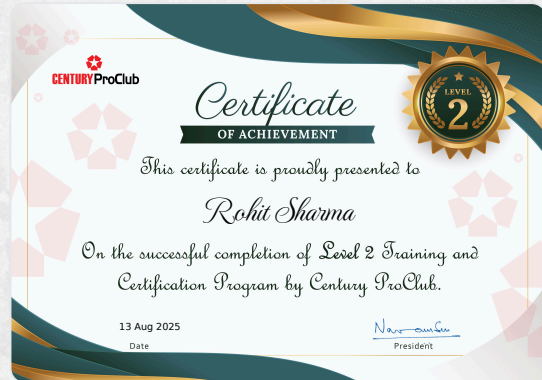 CENTURY ProClub
Certificate
OF ACHIEVEMENT
LEVEL
2
This certificate is proudly presented to
Rohit Sharma
On the successful completion of Level 2 Training and
Certification Program by Century ProClub.
13 Aug 2025
Date
President